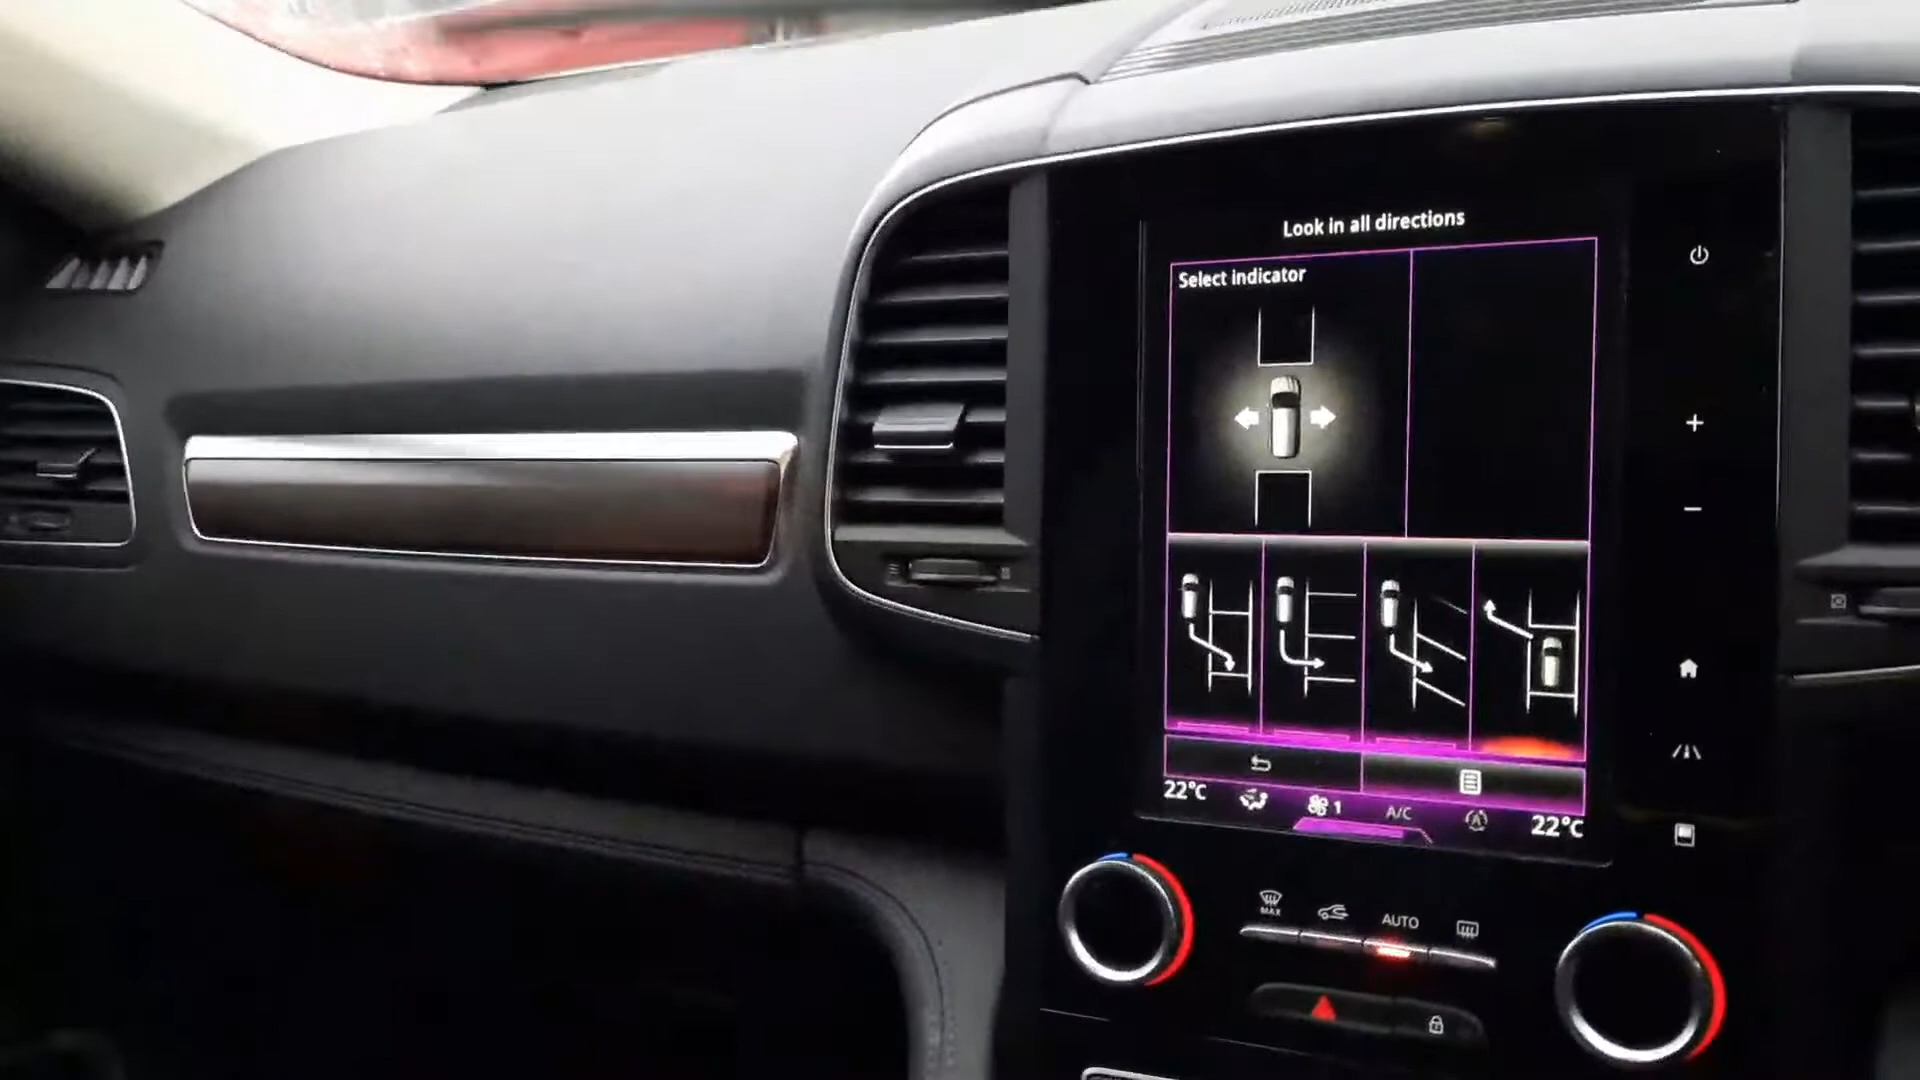 Look in all directions
Select indicator
22°C
1
A/C
22°C
MAX
AUTO